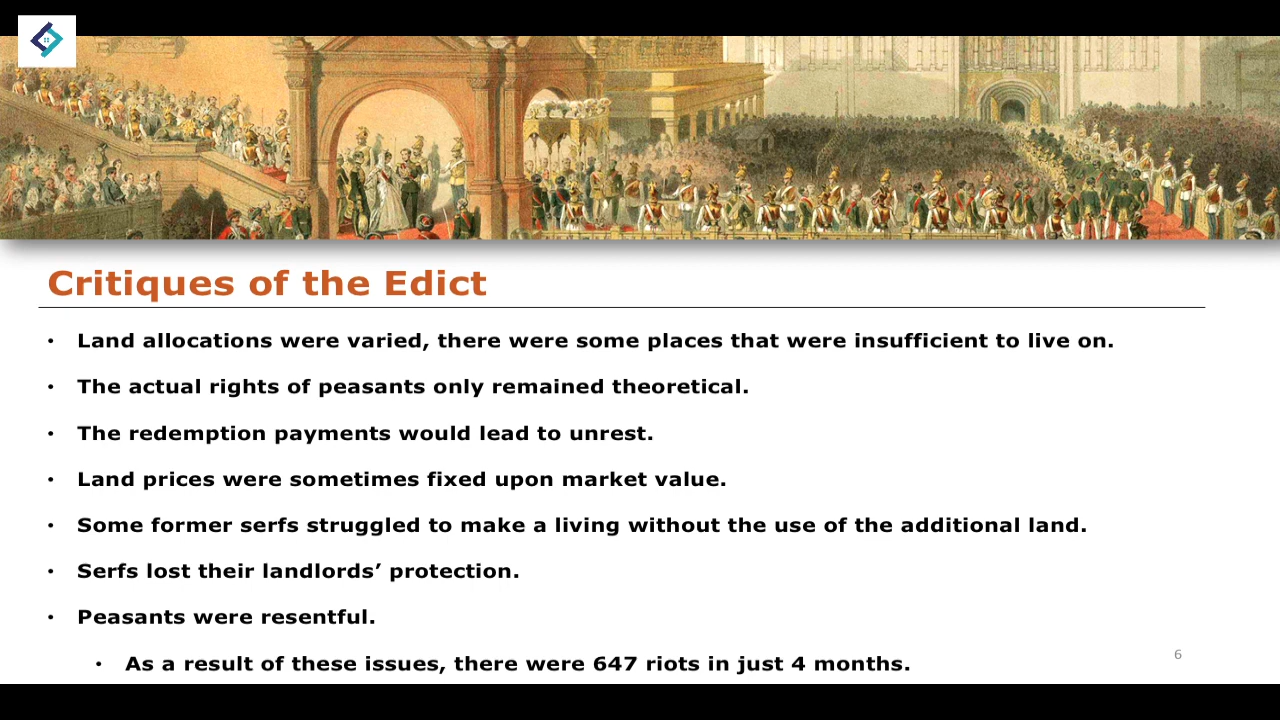 Critiques of the Edict
• Land allocations were varied, there were some places that were insufficient to live on.
• The actual rights of peasants only remained theoretical.
• The redemption payments would lead to unrest.
• Land prices were sometimes fixed upon market value.
• Some former serfs struggled to make a living without the use of the additional land.
• Serfs lost their landlords’ protection.
• Peasants were resentful.
• As a result of these issues, there were 647 riots in just 4 months.
6